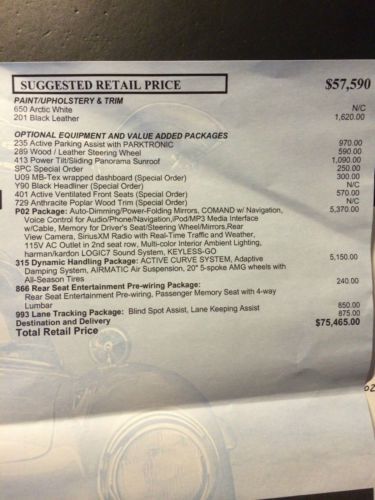 SUGGESTED RETAIL PRICE $57,590
PAINT/UPHOLSTERY & TRIM
650 Arctic White N/C
201 Black Leather 1,620.00
OPTIONAL EQUIPMENT AND VALUE ADDED PACKAGES
235 Active Parking Assist with PARKTRONIC 970.00
289 Wood / Leather Steering Wheel 590.00
413 Power Tilt/Sliding Panorama Sunroof 1,090.00
SPC Special Order 250.00
U09 MB-Tex wrapped dashboard (Special Order) 300.00
Y90 Black Headliner (Special Order) N/C
401 Active Ventilated Front Seats (Special Order) 570.00
729 Anthracite Poplar Wood Trim (Special Order) N/C
P02 Package: Auto-Dimming/Power-Folding Mirrors, COMAND w/ Navigation, 5,370.00
Voice Control for Audio/Phone/Navigation,iPod/MP3 Media Interface
w/Cable, Memory for Driver's Seat/Steering Wheel/Mirrors,Rear
View Camera, SiriusXM Radio with Real-Time Traffic and Weather,
115V AC Outlet in 2nd seat row, Multi-color Interior Ambient Lighting,
harman/kardon LOGIC7 Sound System, KEYLESS-GO
315 Dynamic Handling Package: ACTIVE CURVE SYSTEM, Adaptive 5,150.00
Damping System, AIRMATIC Air Suspension, 20" 5-spoke AMG wheels with
All-Season Tires
866 Rear Seat Entertainment Pre-wiring Package: 240.00
Rear Seat Entertainment Pre-wiring, Passenger Memory Seat with 4-way
Lumbar
993 Lane Tracking Package: Blind Spot Assist, Lane Keeping Assist 850.00
Destination and Delivery 875.00
Total Retail Price $75,465.00
02